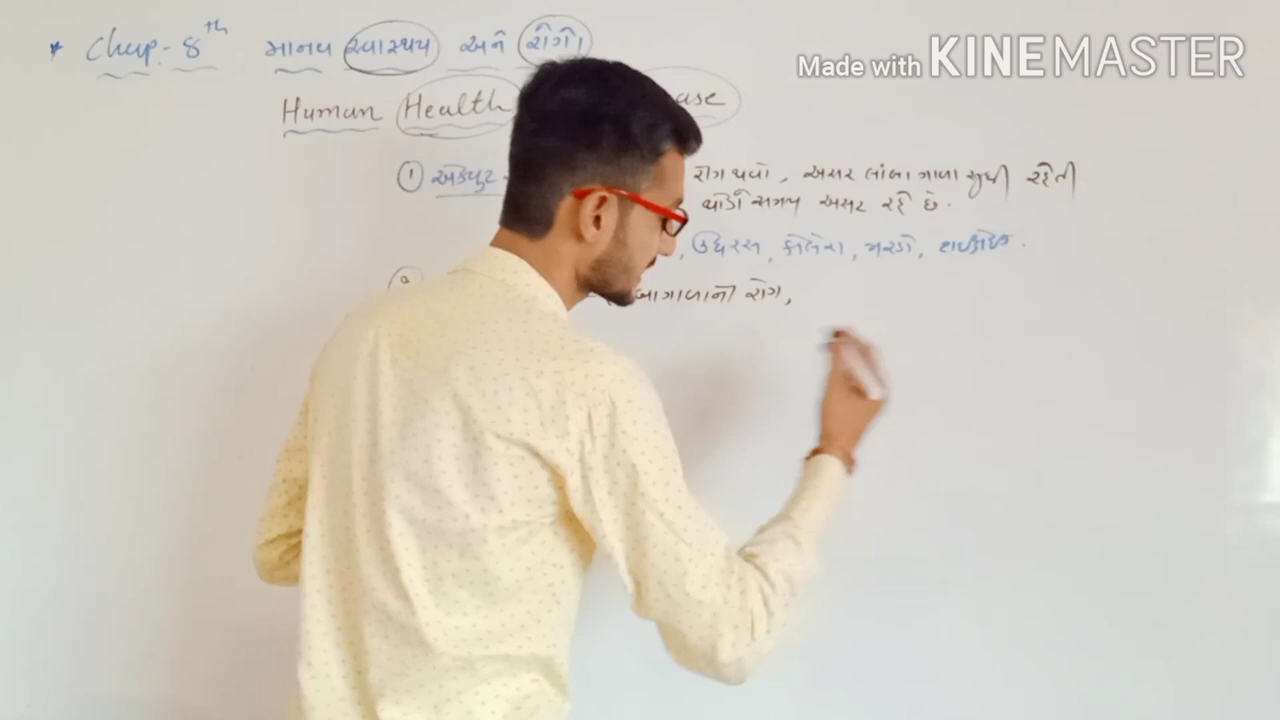 * Chap. - 8th માનવ સ્વાસ્થ્ય અને રોગો
Made with KINEMASTER
Human Health
① એક્યુટ રોગ થવો, અસર લાંબા ગાળા સુધી રહેતી
થોડો સમય અસર રહે છે.
, ઉધરસ, કોલેરા, મરડો, ટાઈફોઈડ.
બાગાળાનો રોગ,